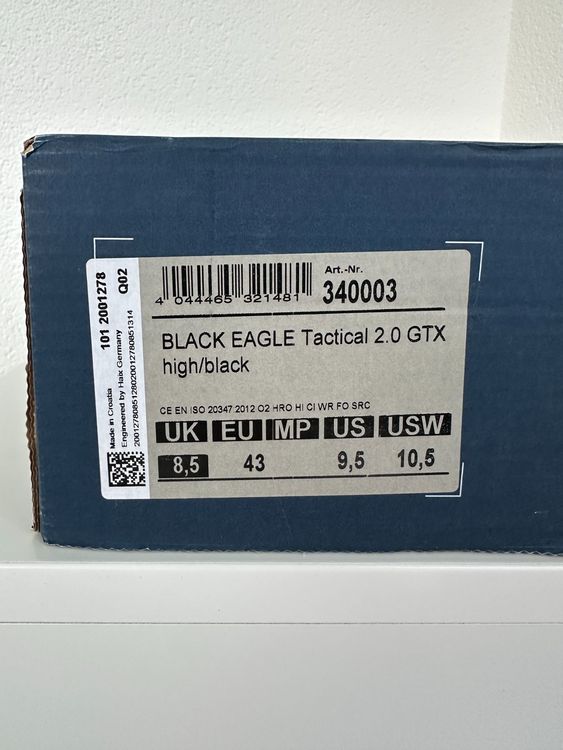 101 2001278
Q02
Made in Croatia
Engineered by Haix Germany
20012780851280200127808513​14
4 044465 321481
Art.-Nr.
340003
BLACK EAGLE Tactical 2.0 GTX
high/black
CE EN ISO 20347:2012 O2 HRO HI CI WR FO SRC
UK EU MP US USW
8,5 43 9,5 10,5